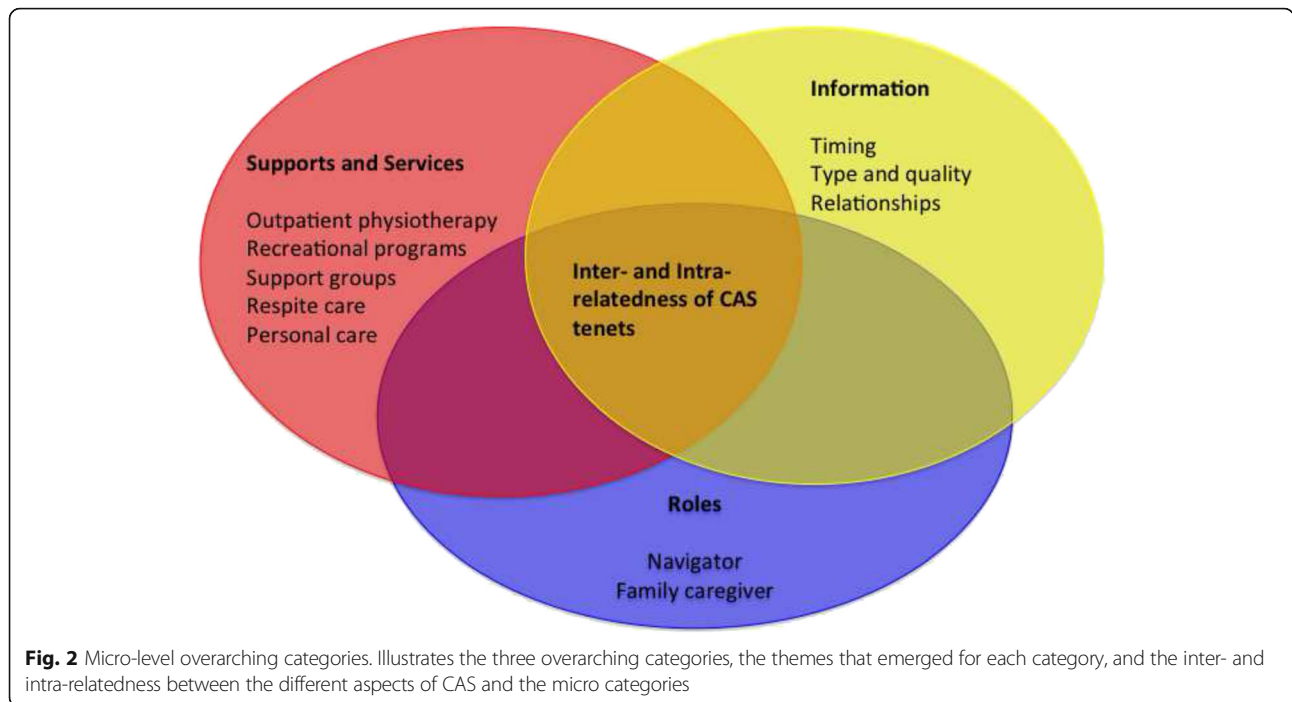 Supports and Services
Outpatient physiotherapy
Recreational programs
Support groups
Respite care
Personal care
Information
Timing
Type and quality
Relationships
Inter- and Intra-
relatedness of CAS
tenets
Roles
Navigator
Family caregiver
Fig. 2 Micro-level overarching categories. Illustrates the three overarching categories, the themes that emerged for each category, and the inter- and
intra-relatedness between the different aspects of CAS and the micro categories